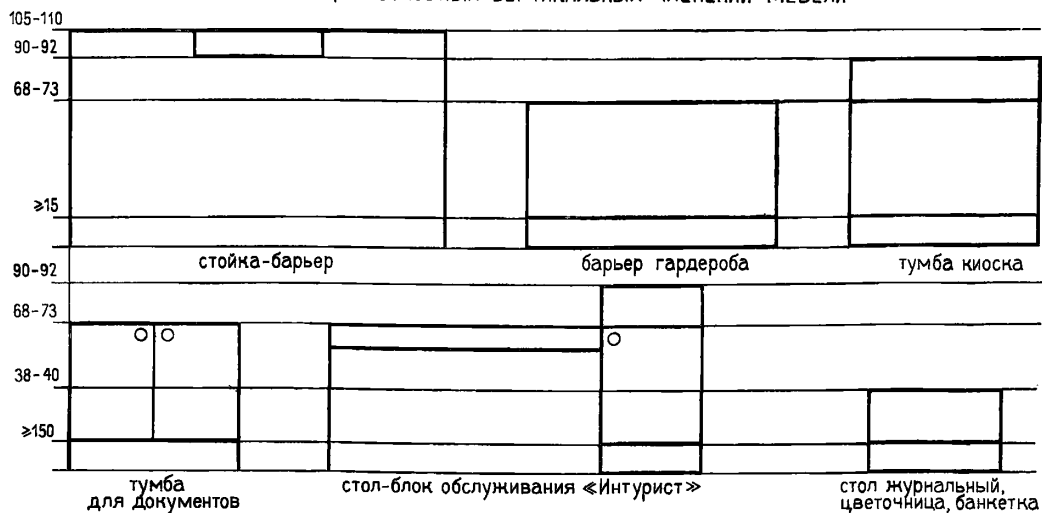 105-110
90-92
68-73
≥15
стойка-барьер
барьер гардероба
тумба киоска
90-92
68-73
38-40
≥150
тумба
для документов
стол-блок обслуживания «Интурист»
стол журнальный,
цветочница, банкетка